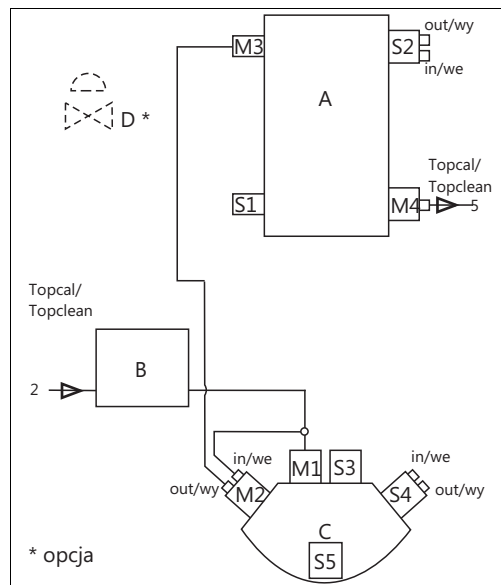 out/wy
M3
S2
in/we
A
D *
Topcal/
Topclean
S1
M4
5
Topcal/
Topclean
2
B
in/we
M1
S3
in/we
out/wy
M2
S4
out/wy
C
S5
* opcja